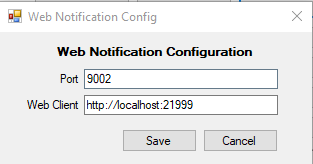 Web Notification Config
Web Notification Configuration
Port 9002
Web Client http://localhost:21999
Save Cancel